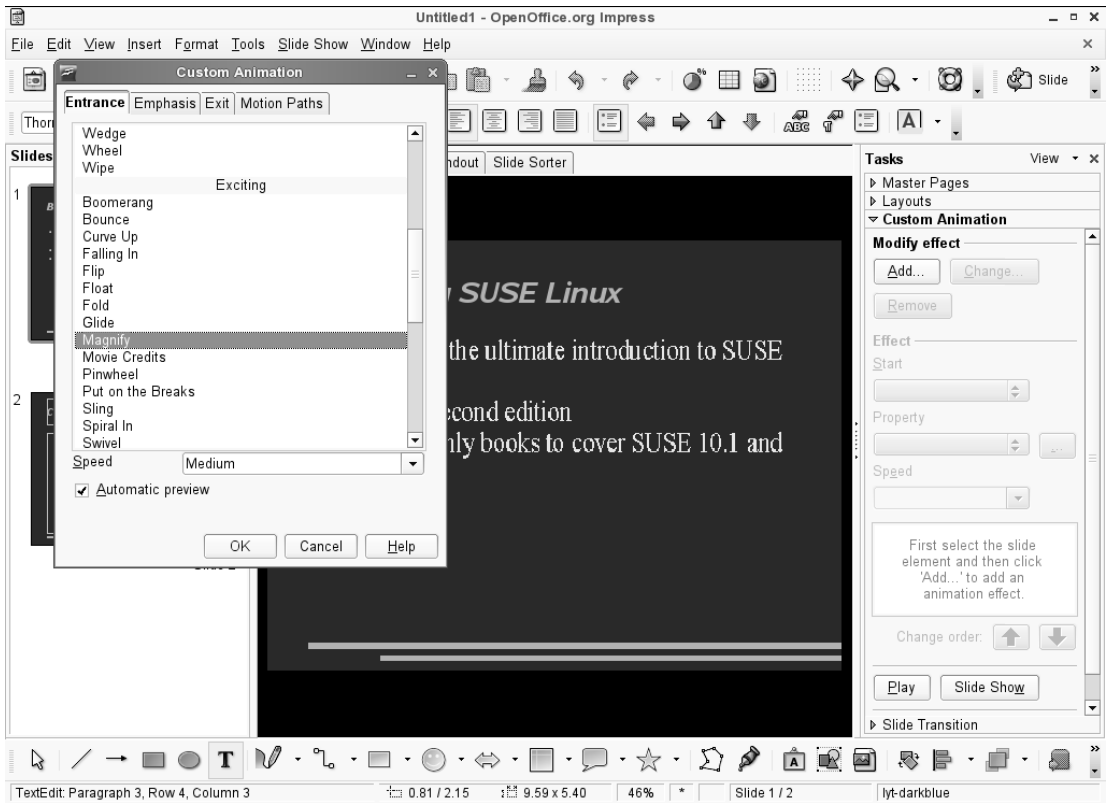 Untitled1 - OpenOffice.org Impress
File Edit View Insert Format Tools Slide Show Window Help
Slide
Custom Animation
Entrance Emphasis Exit Motion Paths
Wedge
Wheel
Wipe
Exciting
Boomerang
Bounce
Curve Up
Falling In
Flip
Float
Fold
Glide
Magnify
Movie Credits
Pinwheel
Put on the Breaks
Sling
Spiral In
Swivel
Speed Medium
Automatic preview
OK Cancel Help
ABC A
Slides
1
2
Slide Sorter
SUSE Linux
the ultimate introduction to SUSE
edition
books to cover SUSE 10.1 and
Tasks View
Master Pages
Layouts
Custom Animation
Modify effect
Add... Change...
Remove
Effect
Start
Property
...
Speed
First select the slide
element and then click
'Add...' to add an
animation effect.
Change order:
Play Slide Show
Slide Transition
T A
TextEdit: Paragraph 3, Row 4, Column 3 0.81 / 2.15 9.59 x 5.40 46% * Slide 1 / 2 lyt-darkblue